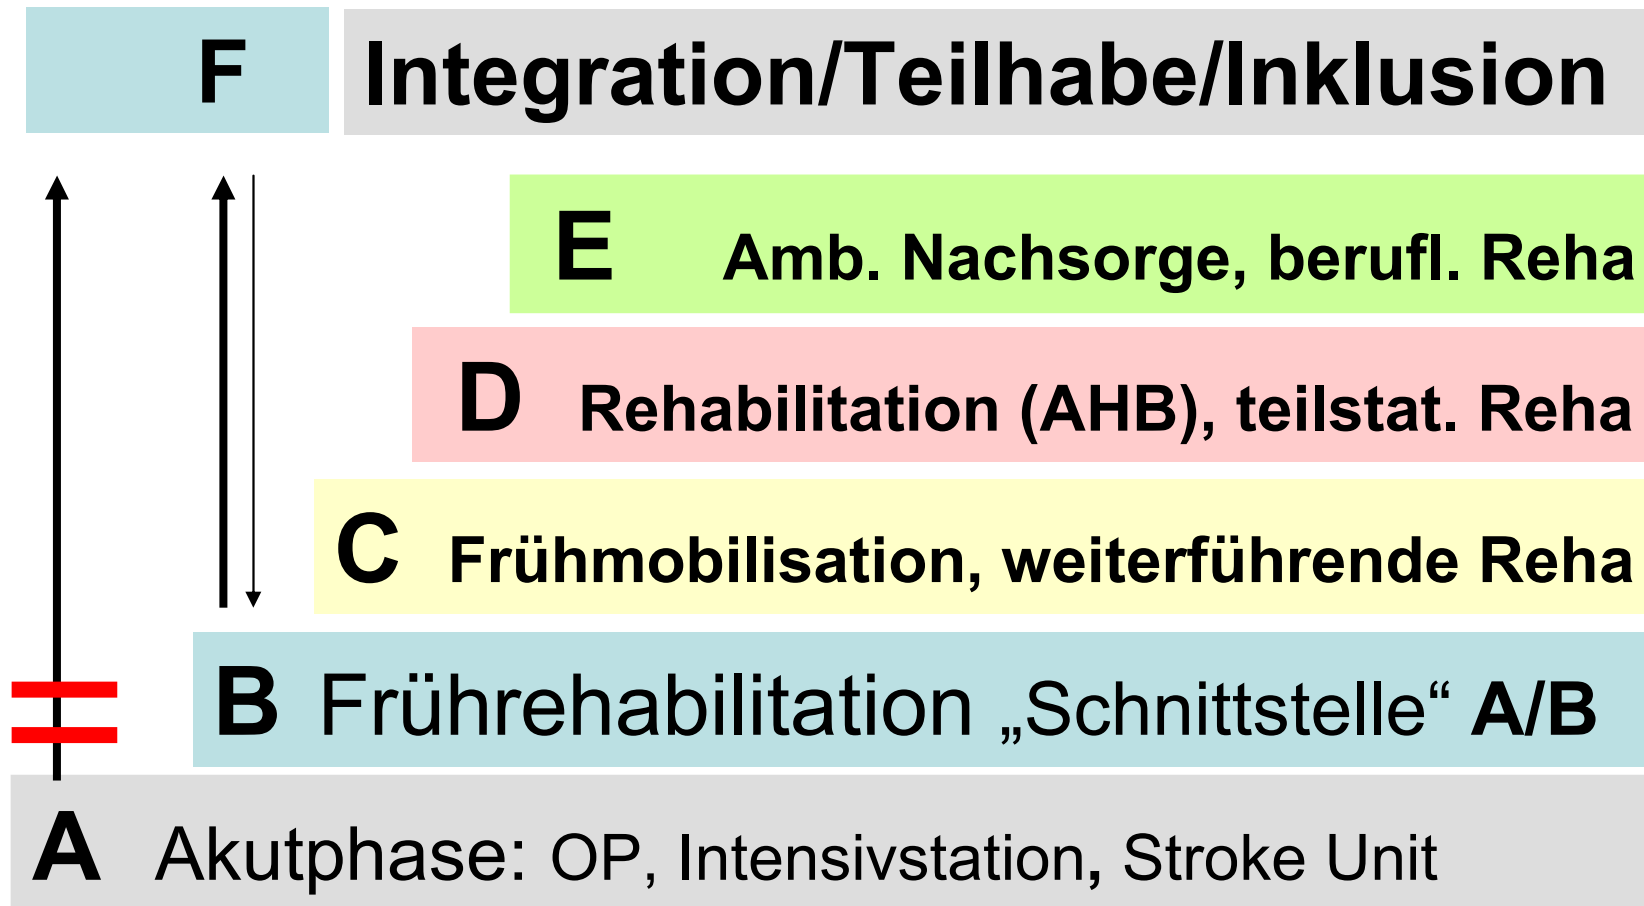 F Integration/Teilhabe/Inklusion
E Amb. Nachsorge, berufl. Reha
D Rehabilitation (AHB), teilstat. Reha
C Frühmobilisation, weiterführende Reha
B Frührehabilitation „Schnittstelle“ A/B
A Akutphase: OP, Intensivstation, Stroke Unit